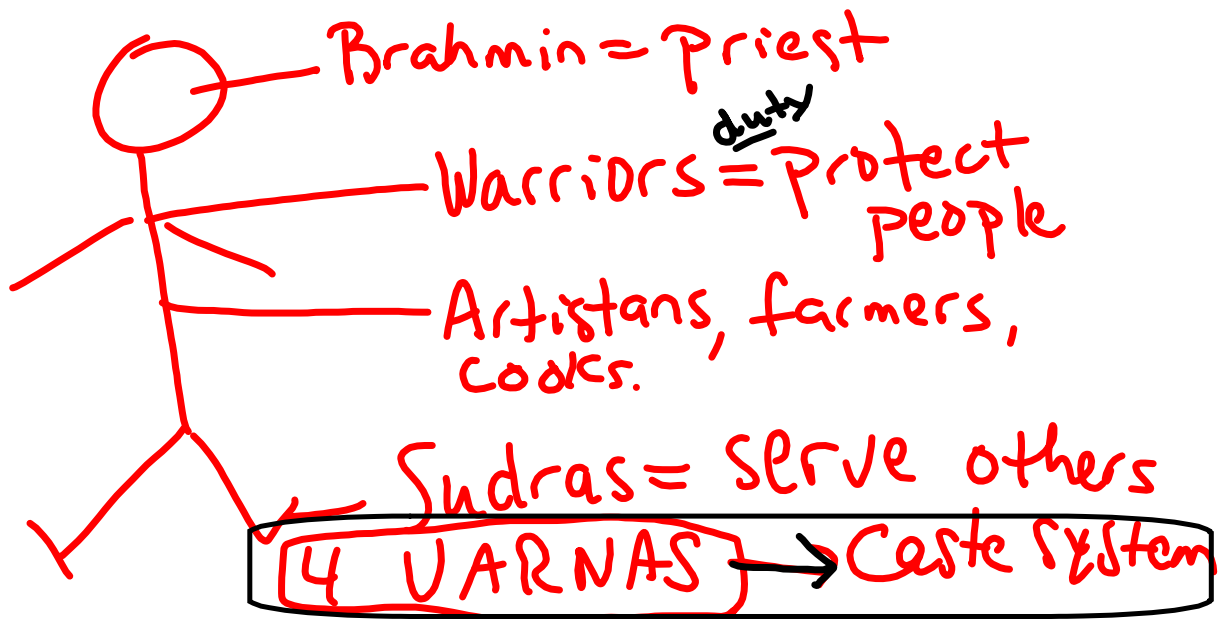 Brahmin = priest
duty
Warriors = protect
people
Artistans, farmers,
cooks.
Sudras = serve others
4 VARNAS → Caste System